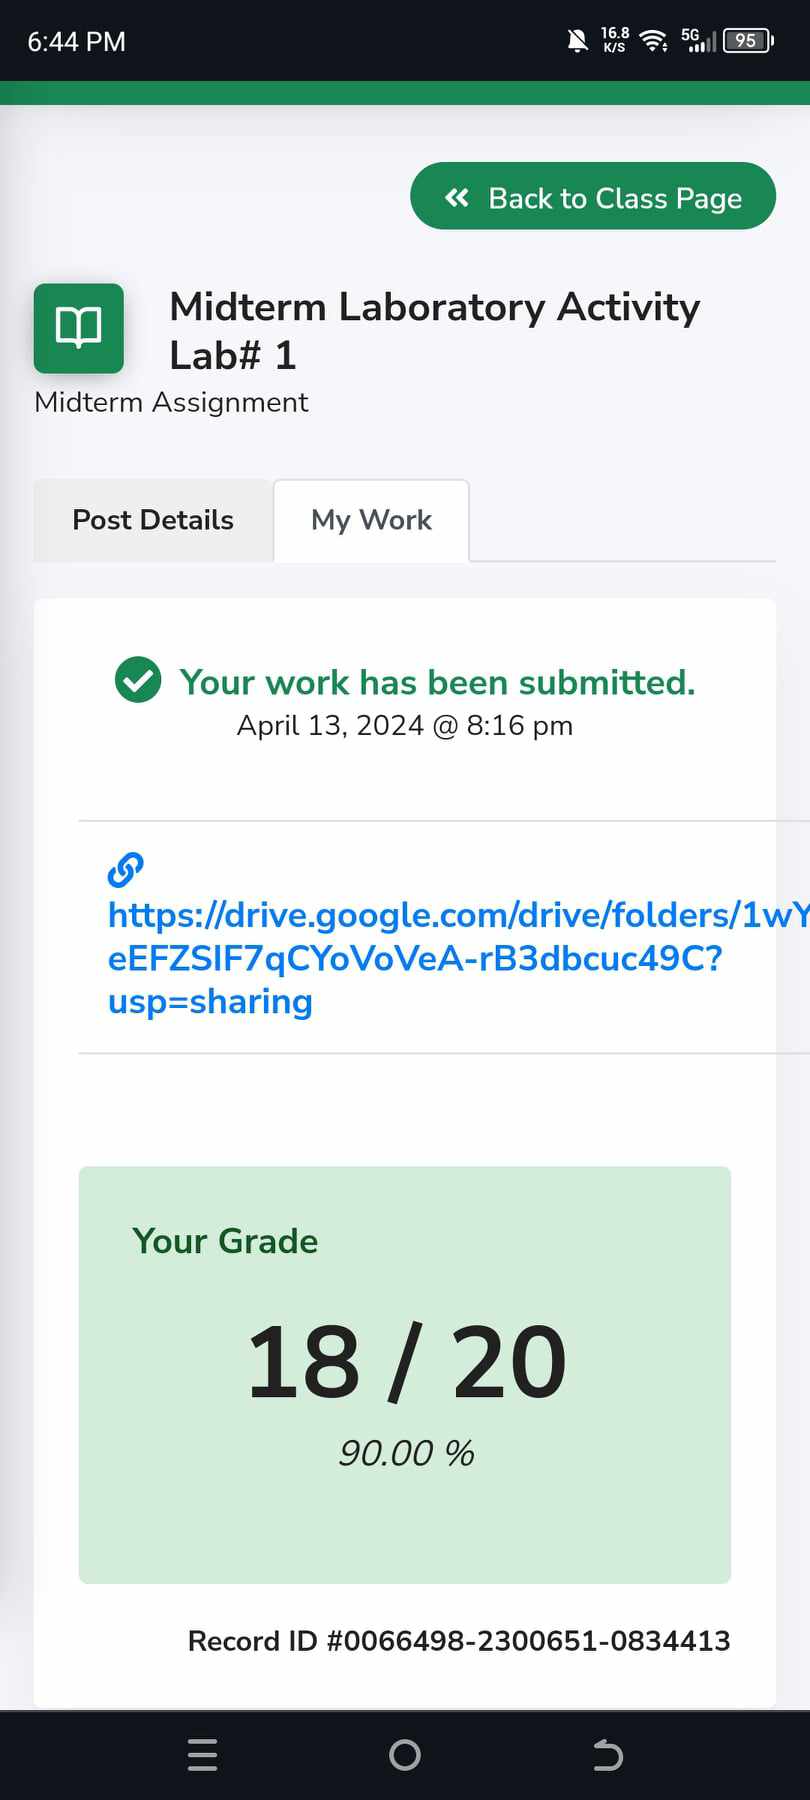 6:44 PM
16.8
K/S
5G
95
Back to Class Page
Midterm Laboratory Activity
Lab# 1
Midterm Assignment
Post Details
My Work
Your work has been submitted.
April 13, 2024 @ 8:16 pm
https://drive.google.com/drive/folders/1wY
eEFZSIF7qCYoVoVeA-rB3dbcuc49C?
usp=sharing
Your Grade
18 / 20
90.00 %
Record ID #0066498-2300651-0834413